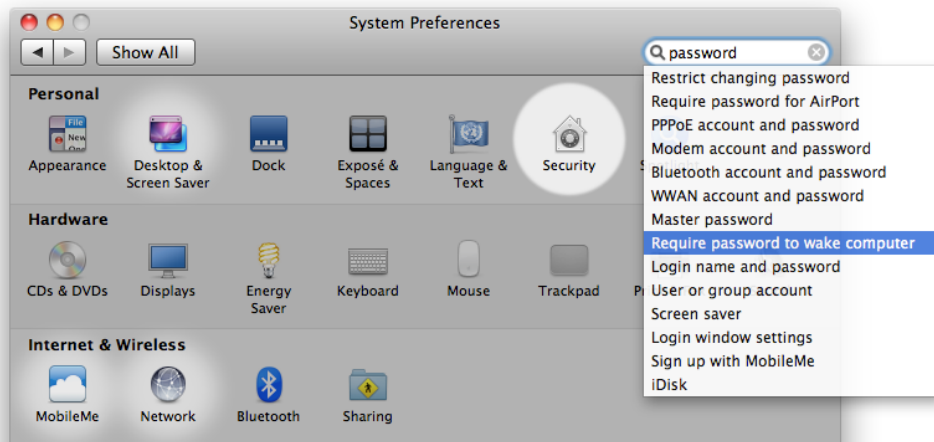 System Preferences
Show All
password
Personal
Appearance
Desktop &
Screen Saver
Dock
Exposé &
Spaces
Language &
Text
Security
Hardware
CDs & DVDs
Displays
Energy
Saver
Keyboard
Mouse
Trackpad
Internet & Wireless
MobileMe
Network
Bluetooth
Sharing
Restrict changing password
Require password for AirPort
PPPoE account and password
Modem account and password
Bluetooth account and password
WWAN account and password
Master password
Require password to wake computer
Login name and password
User or group account
Screen saver
Login window settings
Sign up with MobileMe
iDisk